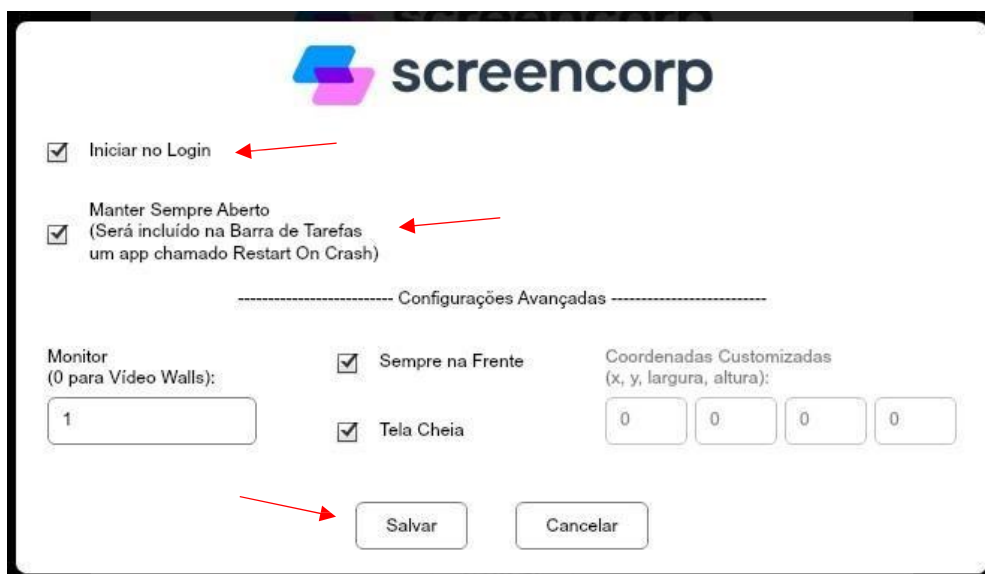 screencorp
Iniciar no Login
Manter Sempre Aberto
(Será incluído na Barra de Tarefas
um app chamado Restart On Crash)
-------------------------- Configurações Avançadas --------------------------
Monitor
(0 para Vídeo Walls):
1
Sempre na Frente
Tela Cheia
Coordenadas Customizadas
(x, y, largura, altura):
0 0 0 0
Salvar Cancelar